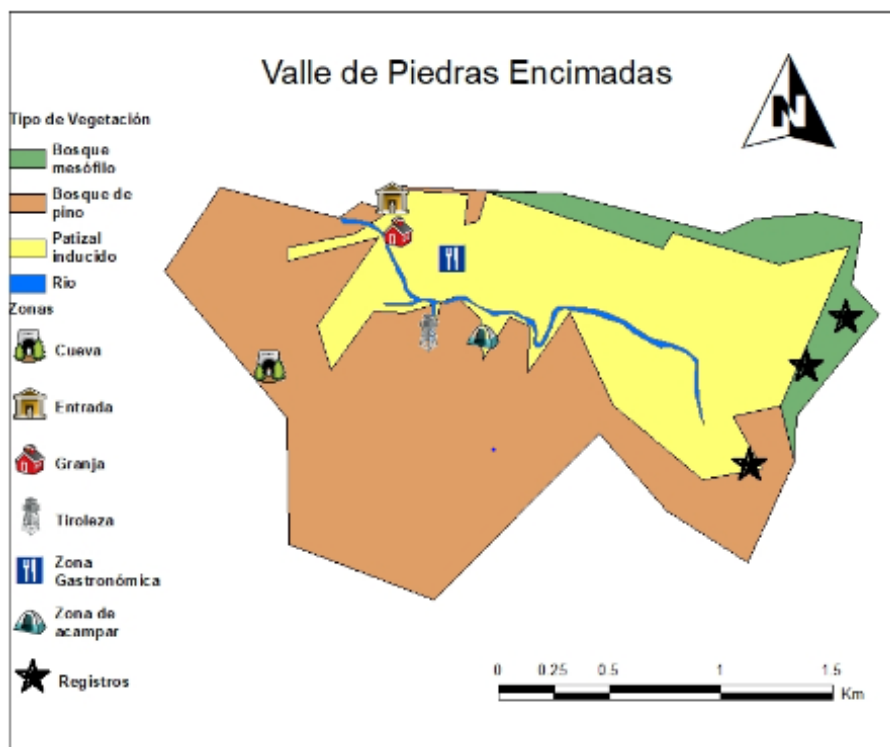 Valle de Piedras Encimadas
N
Tipo de Vegetación
Bosque
mesófilo
Bosque de
pino
Patizal
inducido
Rio
Zonas
Cueva
Entrada
Granja
Tiroleza
Zona
Gastronómica
Zona de
acampar
Registros
0 0.25 0.5 1 1.5
Km